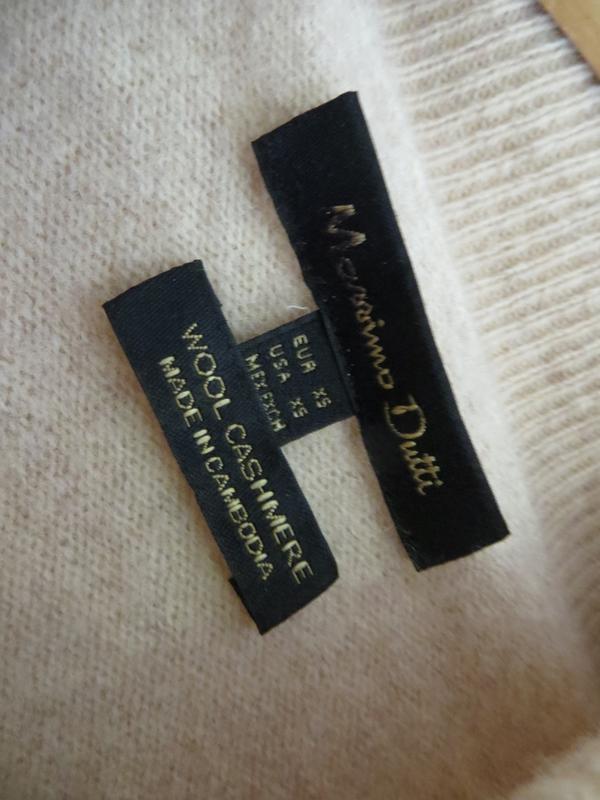 Massimo Dutti
EUR XS
USA XS
MEX EXCH
WOOL CASHMERE
MADE IN CAMBODIA